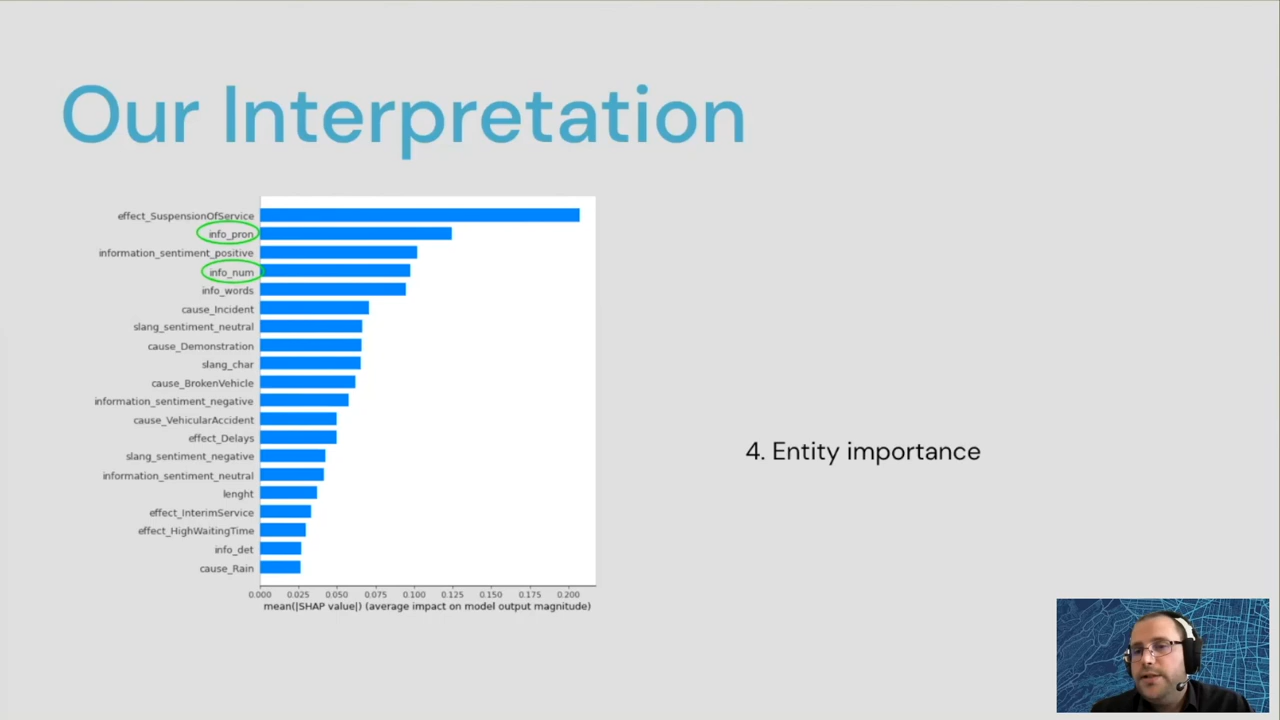 Our Interpretation
effect_SuspensionOfService
info_pron
information_sentiment_positive
info_num
info_words
cause_Incident
slang_sentiment_neutral
cause_Demonstration
slang_char
cause_BrokenVehicle
information_sentiment_negative
cause_VehicularAccident
effect_Delays
slang_sentiment_negative
information_sentiment_neutral
lenght
effect_InterimService
effect_HighWaitingTime
info_det
cause_Rain
0.000 0.025 0.050 0.075 0.100 0.125 0.150 0.175 0.200
mean(|SHAP value|) (average impact on model output magnitude)
4. Entity importance